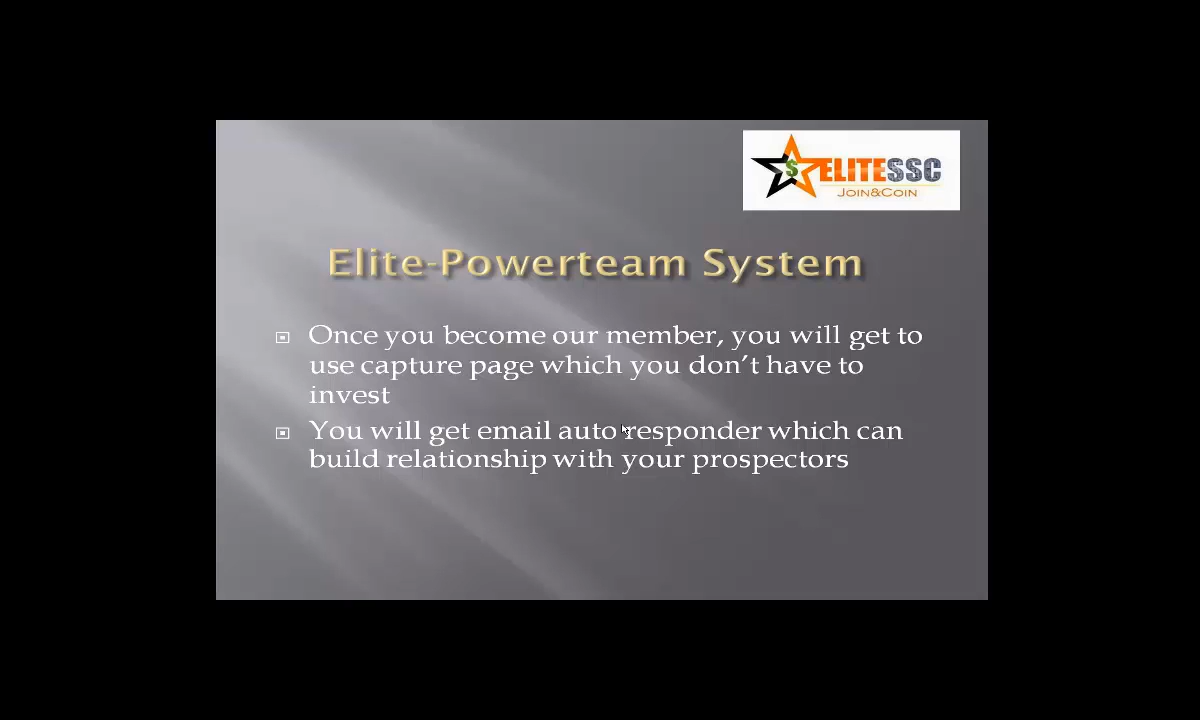 $ ELITESSC
JOIN&COIN
Elite-Powerteam System
Once you become our member, you will get to
use capture page which you don't have to
invest
You will get email auto responder which can
build relationship with your prospectors